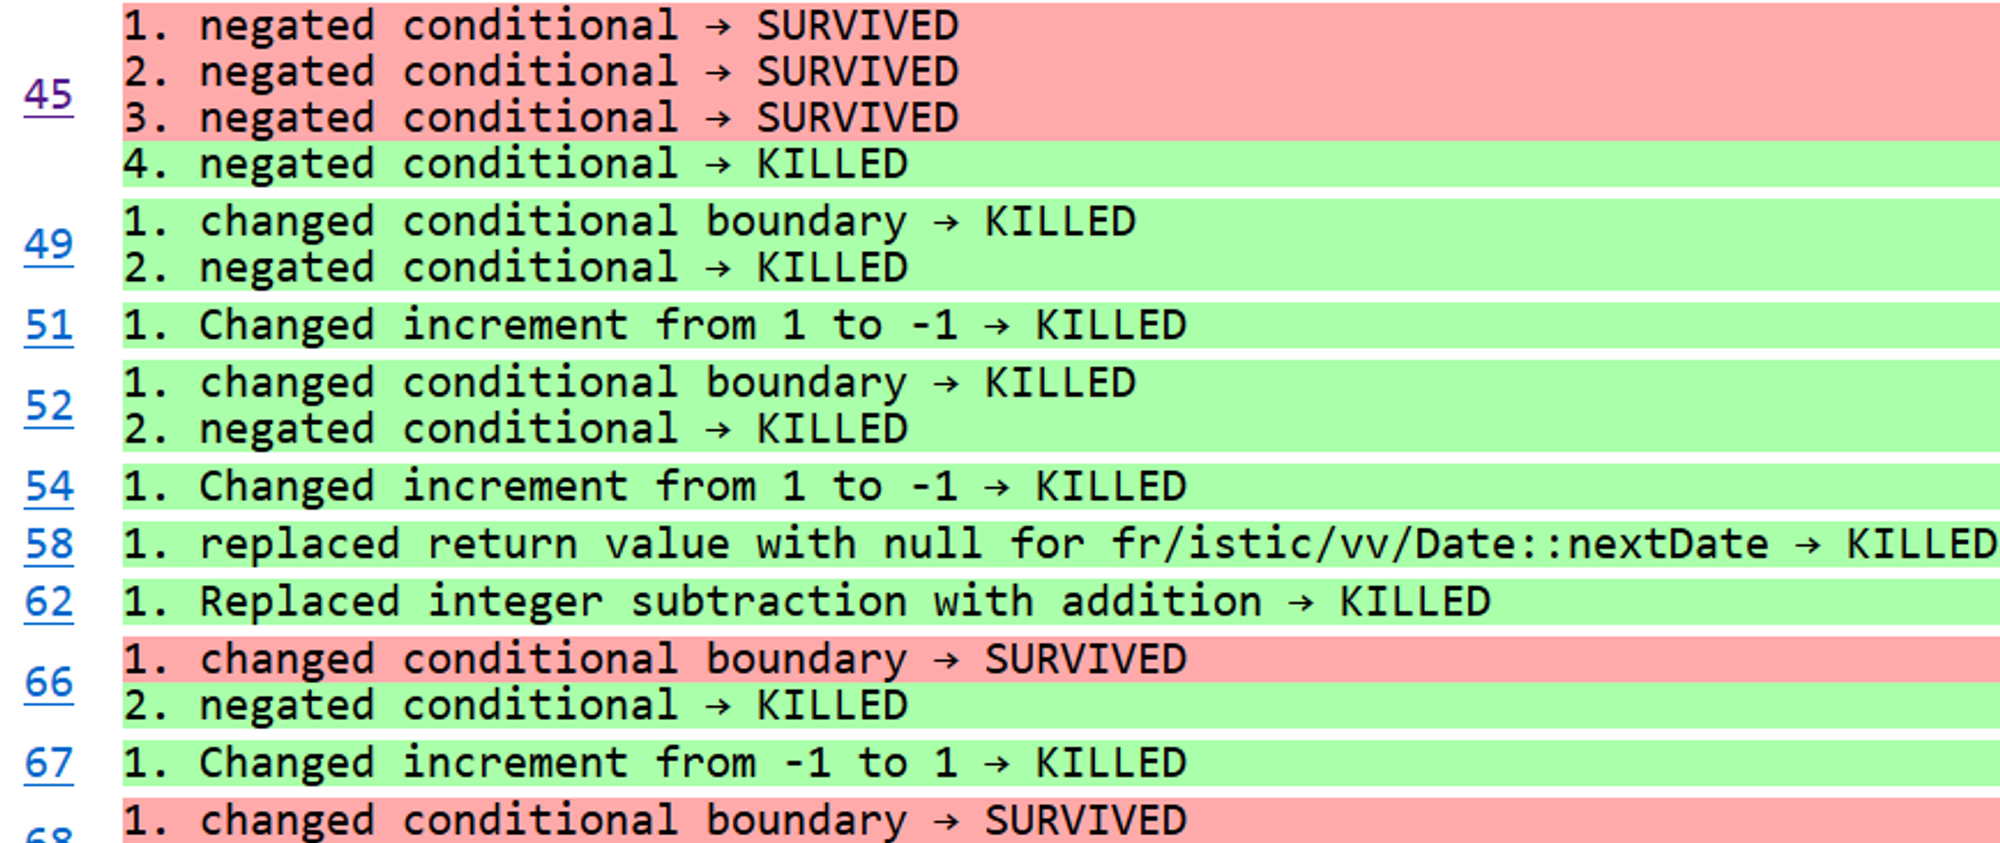 45
1. negated conditional → SURVIVED
2. negated conditional → SURVIVED
3. negated conditional → SURVIVED
4. negated conditional → KILLED
49
1. changed conditional boundary → KILLED
2. negated conditional → KILLED
51 1. Changed increment from 1 to -1 → KILLED
52
1. changed conditional boundary → KILLED
2. negated conditional → KILLED
54 1. Changed increment from 1 to -1 → KILLED
58 1. replaced return value with null for fr/istic/vv/Date::nextDate → KILLED
62 1. Replaced integer subtraction with addition → KILLED
66
1. changed conditional boundary → SURVIVED
2. negated conditional → KILLED
67 1. Changed increment from -1 to 1 → KILLED
68
1. changed conditional boundary → SURVIVED